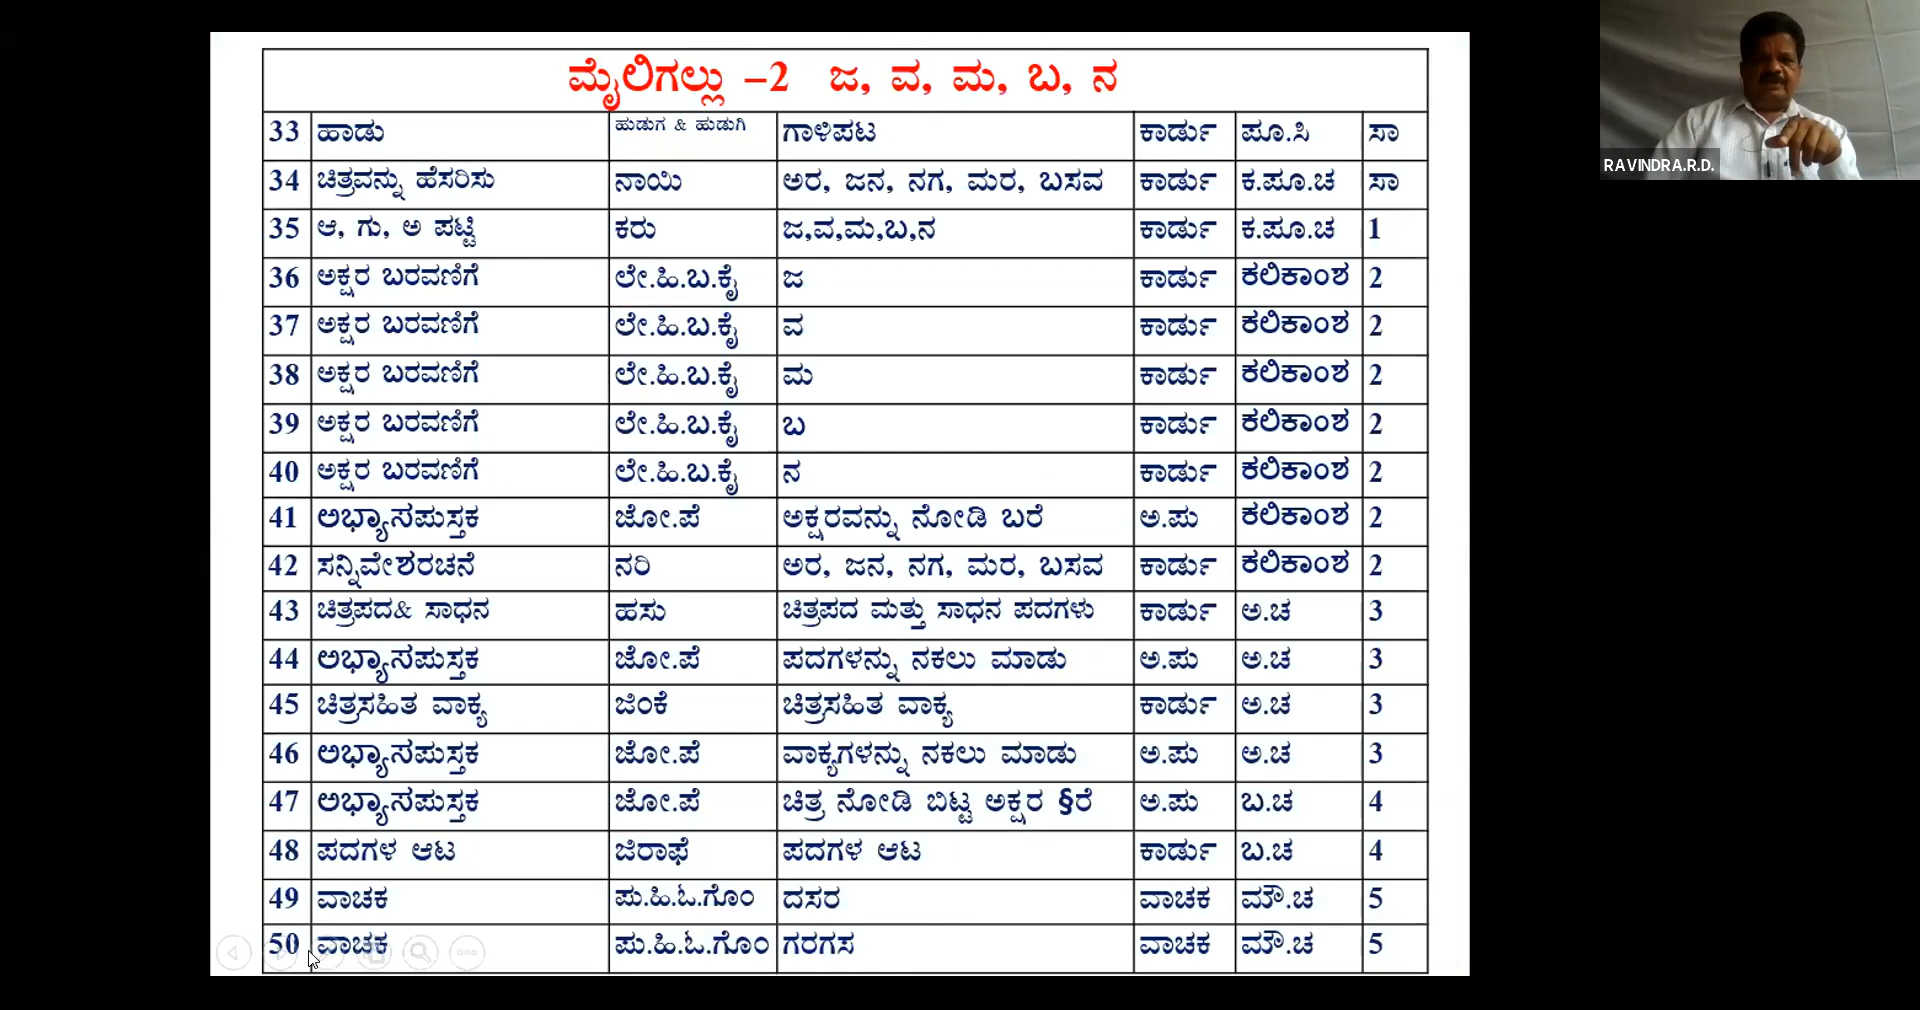 ಮೈಲಿಗಲ್ಲು –2 ಜ, ವ, ಮ, ಬ, ನ
33 ಹಾಡು ಹುಡುಗ & ಹುಡುಗಿ ಗಾಳಿಪಟ ಕಾರ್ಡು ಪೂ.ಸಿ ಸಾ
34 ಚಿತ್ರವನ್ನು ಹೆಸರಿಸು ನಾಯಿ ಅರ, ಜನ, ನಗ, ಮರ, ಬಸವ ಕಾರ್ಡು ಕ.ಪೂ.ಚ ಸಾ
35 ಆ, ಗು, ಅ ಪಟ್ಟಿ ಕರು ಜ,ವ,ಮ,ಬ,ನ ಕಾರ್ಡು ಕ.ಪೂ.ಚ 1
36 ಅಕ್ಷರ ಬರವಣಿಗೆ ಲೇ.ಹಿ.ಬ.ಕೈ ಜ ಕಾರ್ಡು ಕಲಿಕಾಂಶ 2
37 ಅಕ್ಷರ ಬರವಣಿಗೆ ಲೇ.ಹಿ.ಬ.ಕೈ ವ ಕಾರ್ಡು ಕಲಿಕಾಂಶ 2
38 ಅಕ್ಷರ ಬರವಣಿಗೆ ಲೇ.ಹಿ.ಬ.ಕೈ ಮ ಕಾರ್ಡು ಕಲಿಕಾಂಶ 2
39 ಅಕ್ಷರ ಬರವಣಿಗೆ ಲೇ.ಹಿ.ಬ.ಕೈ ಬ ಕಾರ್ಡು ಕಲಿಕಾಂಶ 2
40 ಅಕ್ಷರ ಬರವಣಿಗೆ ಲೇ.ಹಿ.ಬ.ಕೈ ನ ಕಾರ್ಡು ಕಲಿಕಾಂಶ 2
41 ಅಭ್ಯಾಸಪುಸ್ತಕ ಜೋ.ಪೆ ಅಕ್ಷರವನ್ನು ನೋಡಿ ಬರೆ ಅ.ಪು ಕಲಿಕಾಂಶ 2
42 ಸನ್ನಿವೇಶರಚನೆ ನರಿ ಅರ, ಜನ, ನಗ, ಮರ, ಬಸವ ಕಾರ್ಡು ಕಲಿಕಾಂಶ 2
43 ಚಿತ್ರಪದ& ಸಾಧನ ಹಸು ಚಿತ್ರಪದ ಮತ್ತು ಸಾಧನ ಪದಗಳು ಕಾರ್ಡು ಅ.ಚ 3
44 ಅಭ್ಯಾಸಪುಸ್ತಕ ಜೋ.ಪೆ ಪದಗಳನ್ನು ನಕಲು ಮಾಡು ಅ.ಪು ಅ.ಚ 3
45 ಚಿತ್ರಸಹಿತ ವಾಕ್ಯ ಜಿಂಕೆ ಚಿತ್ರಸಹಿತ ವಾಕ್ಯ ಕಾರ್ಡು ಅ.ಚ 3
46 ಅಭ್ಯಾಸಪುಸ್ತಕ ಜೋ.ಪೆ ವಾಕ್ಯಗಳನ್ನು ನಕಲು ಮಾಡು ಅ.ಪು ಅ.ಚ 3
47 ಅಭ್ಯಾಸಪುಸ್ತಕ ಜೋ.ಪೆ ಚಿತ್ರ ನೋಡಿ ಬಿಟ್ಟ ಅಕ್ಷರ §ರೆ ಅ.ಪು ಬ.ಚ 4
48 ಪದಗಳ ಆಟ ಜಿರಾಫೆ ಪದಗಳ ಆಟ ಕಾರ್ಡು ಬ.ಚ 4
49 ವಾಚಕ ಪು.ಹಿ.ಓ.ಗೊಂ ದಸರ ವಾಚಕ ಮೌ.ಚ 5
50 ವಾಚಕ ಪು.ಹಿ.ಓ.ಗೊಂ ಗರಗಸ ವಾಚಕ ಮೌ.ಚ 5
RAVINDRA.R.D.